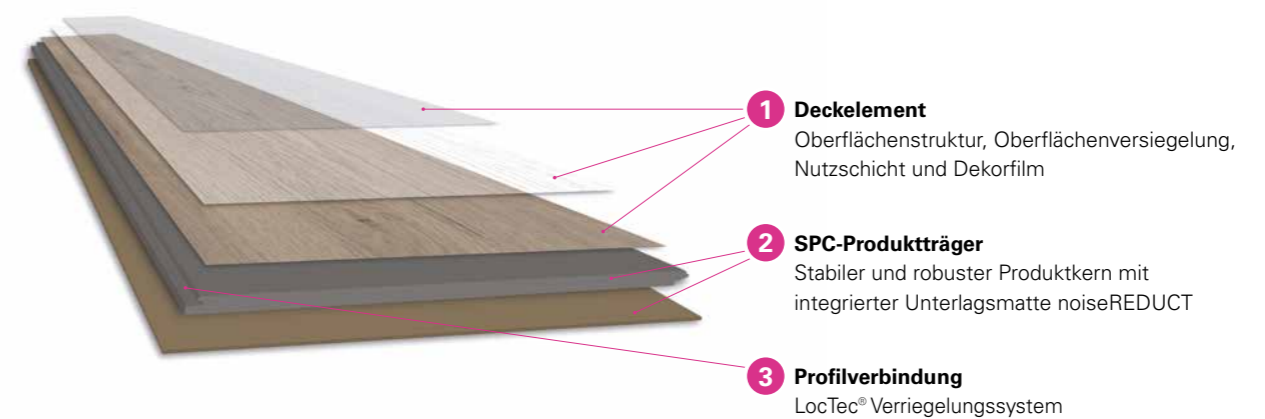 1 Deckelement
Oberflächenstruktur, Oberflächenversiegelung,
Nutzschicht und Dekorfilm
2 SPC-Produktträger
Stabiler und robuster Produktkern mit
integrierter Unterlagsmatte noiseREDUCT
3 Profilverbindung
LocTec® Verriegelungssystem